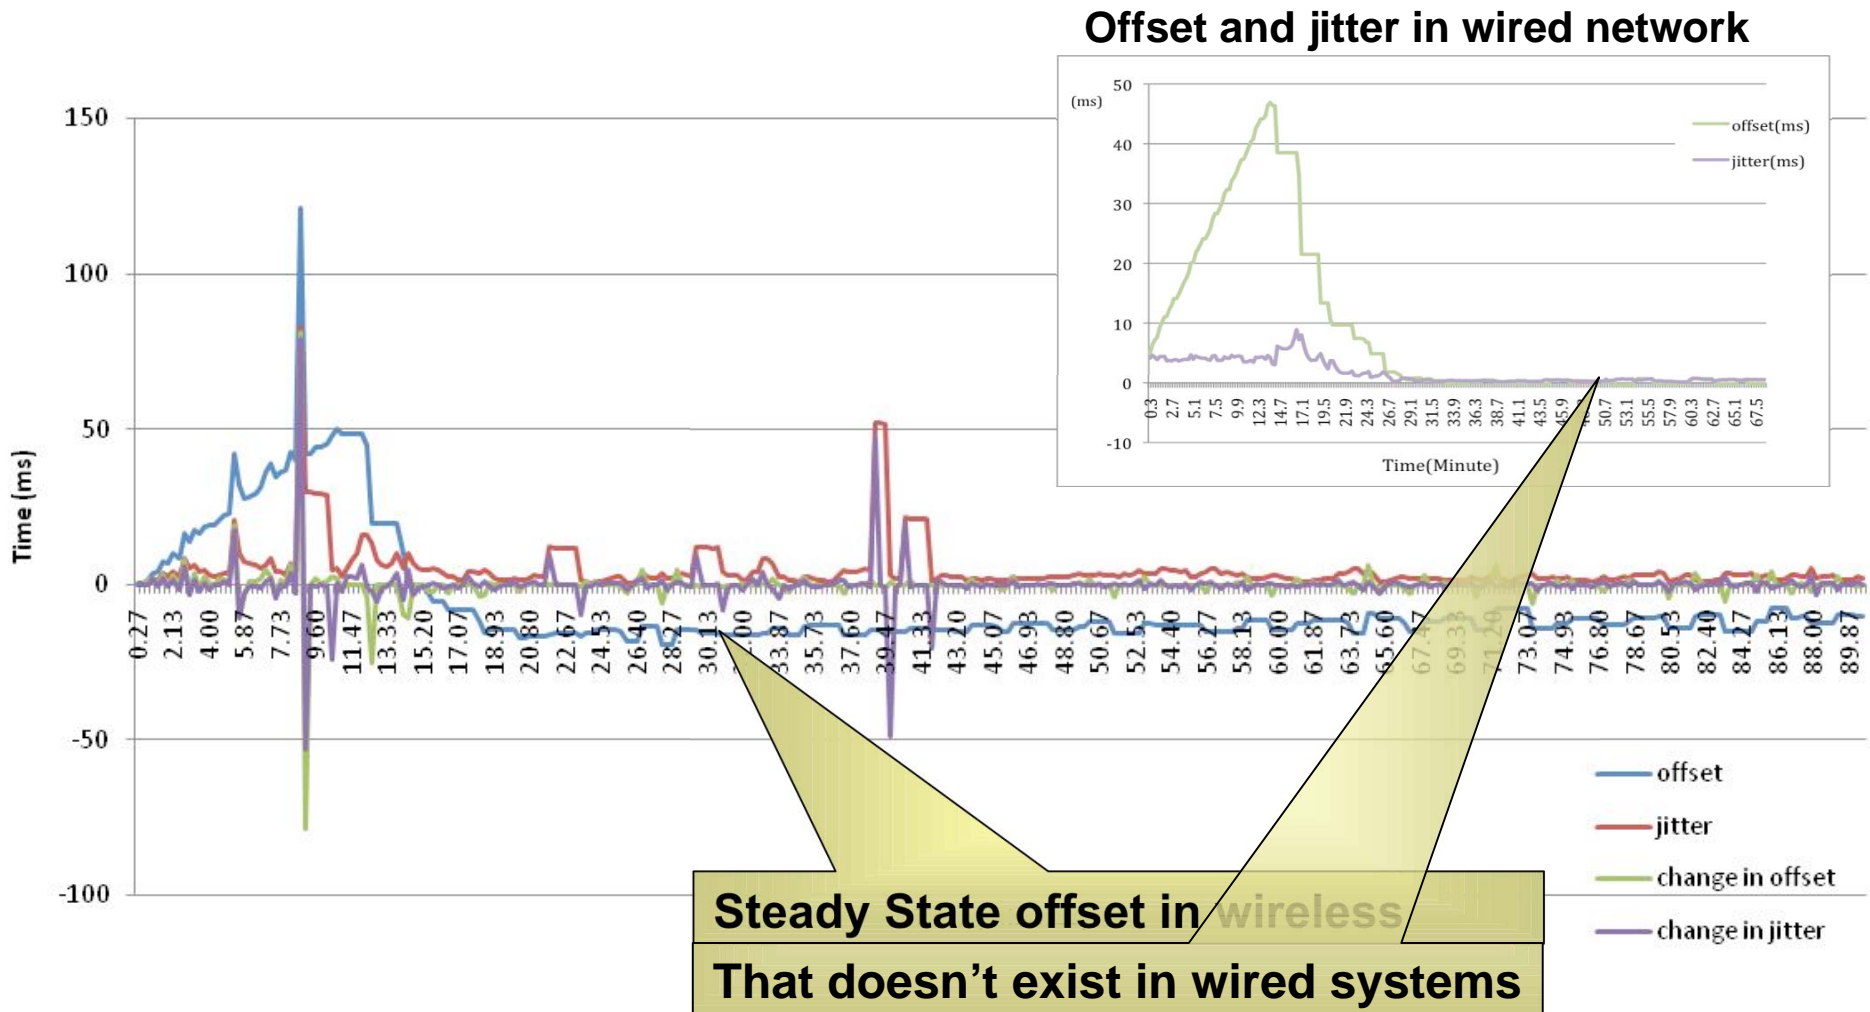 Offset and jitter in wired network
(ms)
50
40
30
20
10
0
-10
offset(ms)
jitter(ms)
0.3 2.7 5.1 7.5 9.9 12.3 14.7 17.1 19.5 21.9 24.3 26.7 29.1 31.5 33.9 36.3 38.7 41.1 43.5 45.9 50.7 53.1 55.5 57.9 60.3 62.7 65.1 67.5
Time(Minute)
Time (ms)
150
100
50
0
-50
-100
0.27 2.13 4.00 5.87 7.73 9.60 11.47 13.33 15.20 17.07 18.93 20.80 22.67 24.53 26.40 28.27 30.13 32.00 33.87 35.73 37.60 39.47 41.33 43.20 45.07 46.93 48.80 50.67 52.53 54.40 56.27 58.13 60.00 61.87 63.73 65.60 67.47 69.33 71.20 73.07 74.93 76.80 78.67 80.53 82.40 84.27 86.13 88.00 89.87
offset
jitter
change in offset
change in jitter
Steady State offset in wireless
That doesn't exist in wired systems